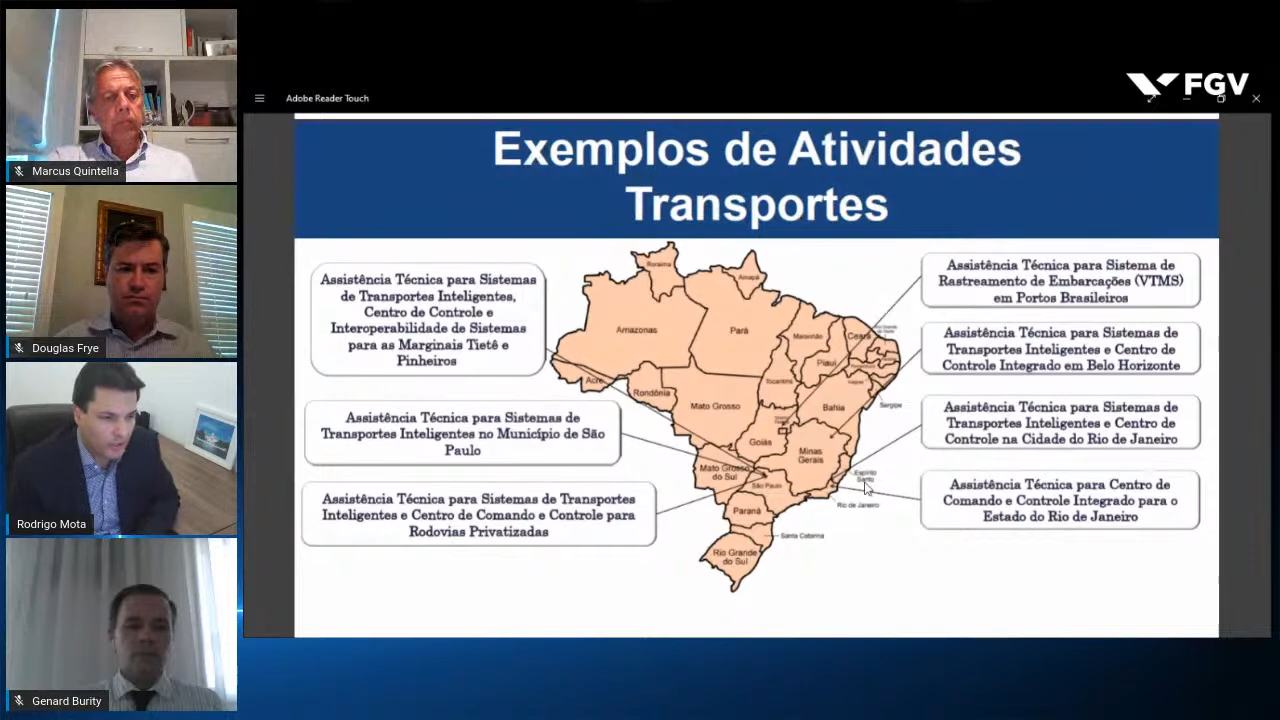 FGV
Adobe Reader Touch
Exemplos de Atividades
Transportes
Assistência Técnica para Sistemas
de Transportes Inteligentes,
Centro de Controle e
Interoperabilidade de Sistemas
para as Marginais Tietê e
Pinheiros
Assistência Técnica para Sistemas de
Transportes Inteligentes no Município de São
Paulo
Assistência Técnica para Sistemas de Transportes
Inteligentes e Centro de Comando e Controle para
Rodovias Privatizadas
Roraima
Amapá
Amazonas
Pará
Maranhão
Ceará
Piauí
Acre
Rondônia
Tocantins
Mato Grosso
Bahia
Sergipe
Goiás
Minas
Gerais
Mato Grosso
do Sul
Espírito
Santo
São Paulo
Rio de Janeiro
Paraná
Santa Catarina
Rio Grande
do Sul
Assistência Técnica para Sistema de
Rastreamento de Embarcações (VTMS)
em Portos Brasileiros
Assistência Técnica para Sistemas de
Transportes Inteligentes e Centro de
Controle Integrado em Belo Horizonte
Assistência Técnica para Sistemas de
Transportes Inteligentes e Centro de
Controle na Cidade do Rio de Janeiro
Assistência Técnica para Centro de
Comando e Controle Integrado para o
Estado do Rio de Janeiro
Marcus Quintella
Douglas Frye
Rodrigo Mota
Genard Burity